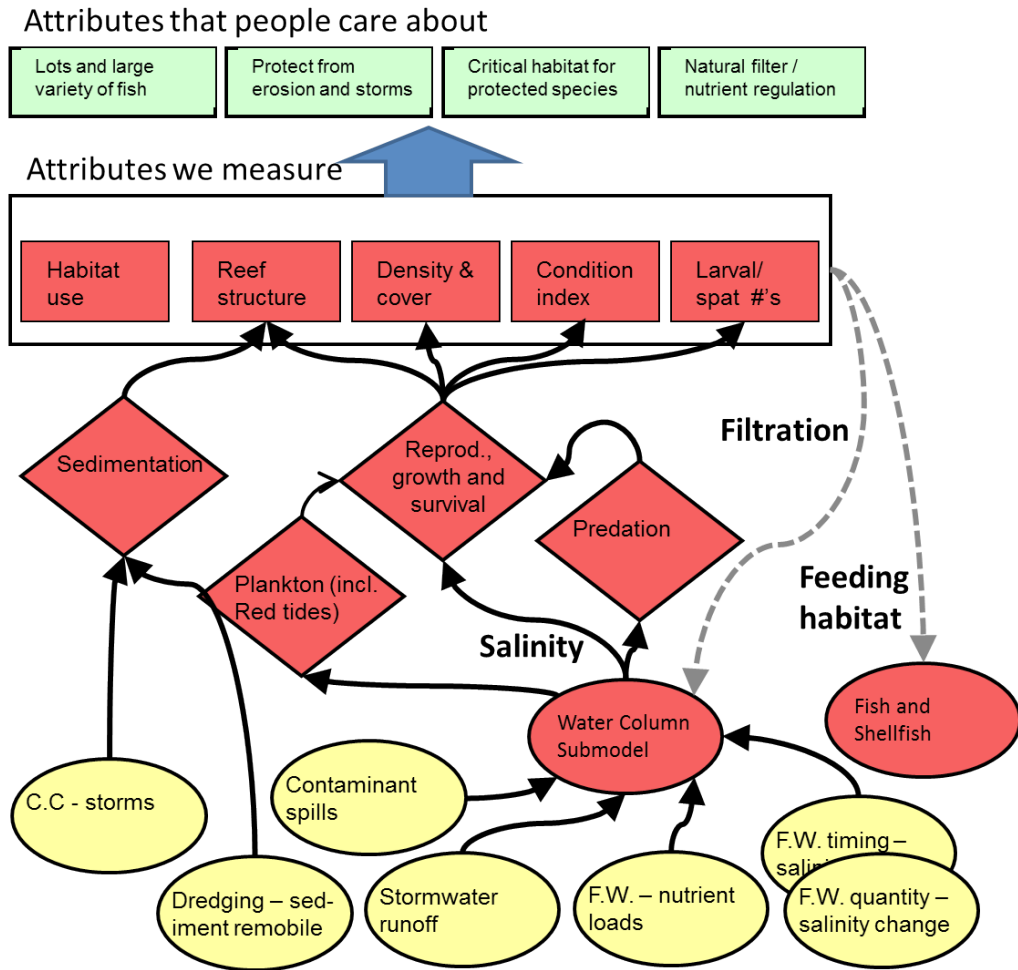 Attributes that people care about
Lots and large
variety of fish
Protect from
erosion and storms
Critical habitat for
protected species
Natural filter /
nutrient regulation
Attributes we measure
Habitat
use
Reef
structure
Density &
cover
Condition
index
Larval/
spat #'s
Filtration
Reprod.,
growth and
survival
Sedimentation
Predation
Plankton (incl.
Red tides)
Feeding
habitat
Salinity
Water Column
Submodel
Fish and
Shellfish
C.C - storms
Contaminant
spills
F.W. timing –
Dredging – sed-
iment remobile
Stormwater
runoff
F.W. – nutrient
loads
F.W. quantity –
salinity change